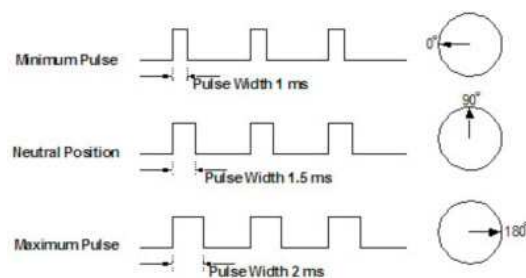 Minimum Pulse
0°
Pulse Width 1 ms
90°
Neutral Position
Pulse Width 1.5 ms
Maximum Pulse
180°
Pulse Width 2 ms